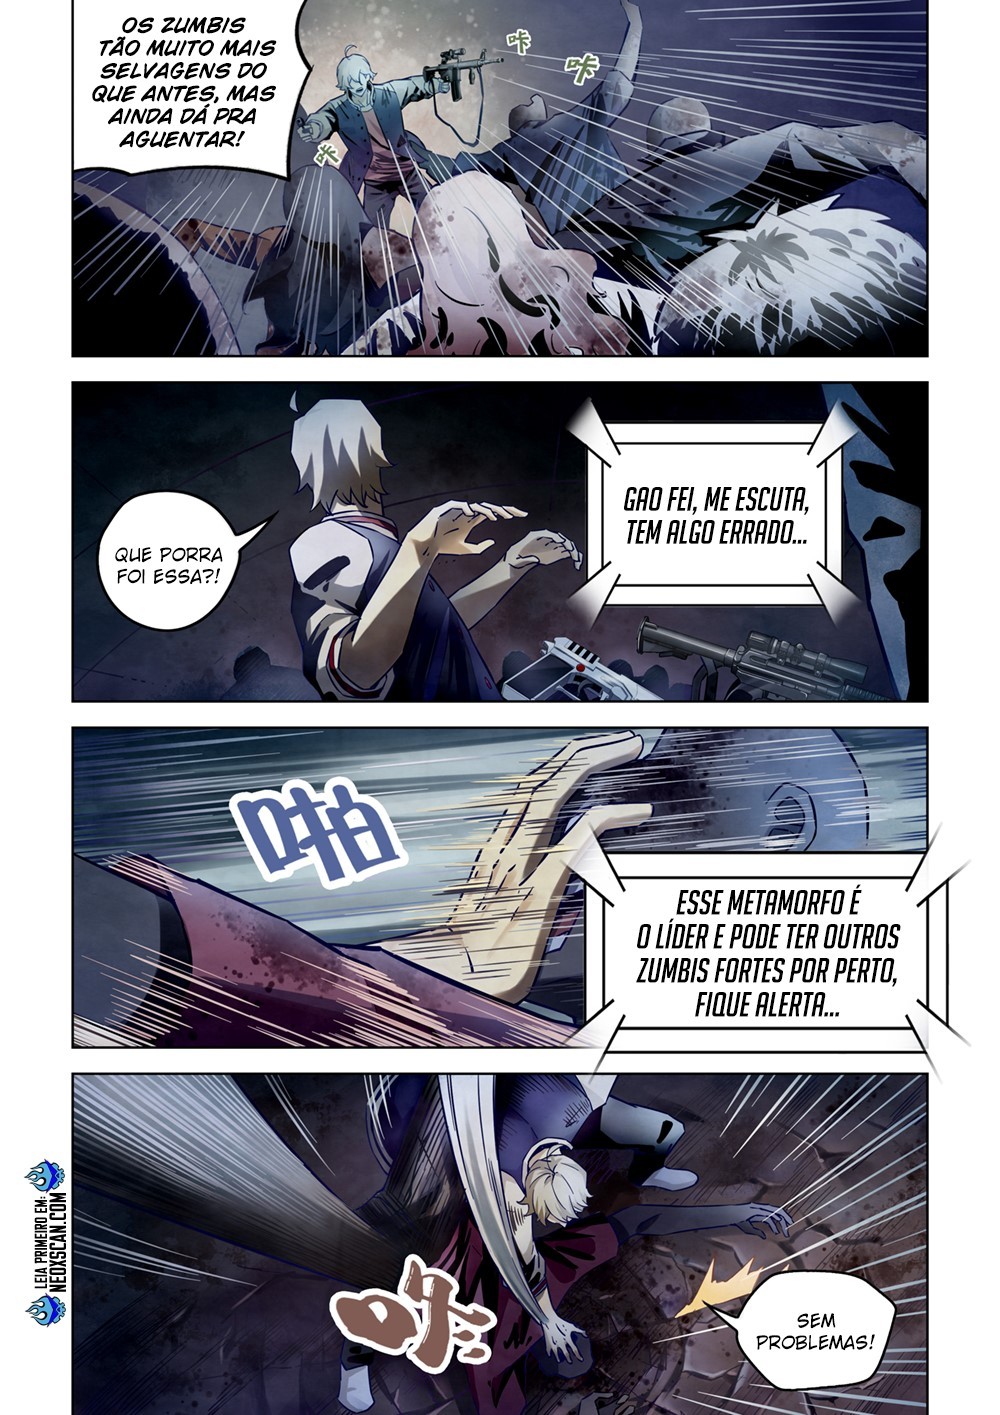 OS ZUMBIS
TÃO MUITO MAIS
SELVAGENS DO
QUE ANTES, MAS
AINDA DÁ PRA
AGUENTAR!
咔
咔
咔
GAO FEI, ME ESCUTA,
TEM ALGO ERRADO...
QUE PORRA
FOI ESSA?!
啪
ESSE METAMORFO É
O LÍDER E PODE TER OUTROS
ZUMBIS FORTES POR PERTO,
FIQUE ALERTA...
LEIA PRIMEIRO EM:
NEOXSCAN.COM
SEM
PROBLEMAS!